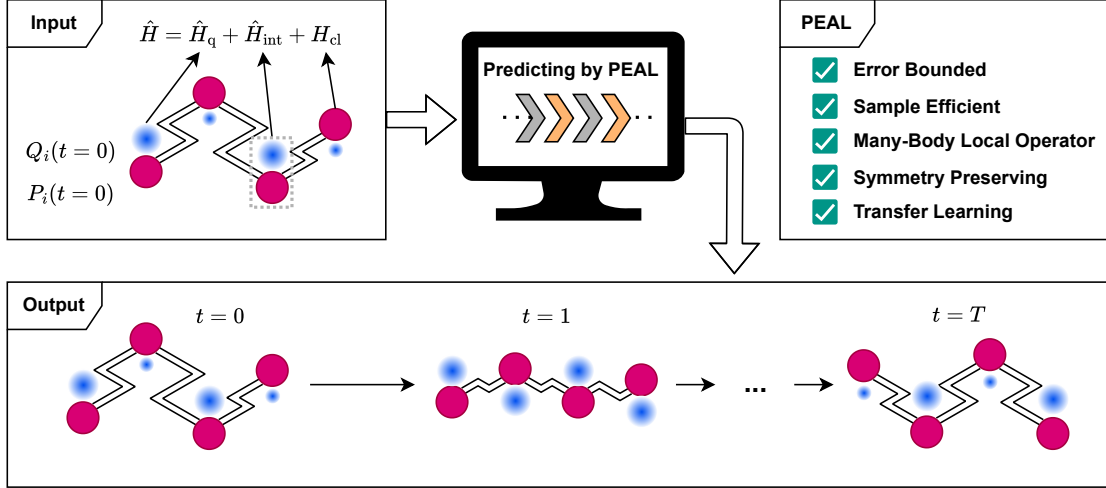 Input
Ĥ = Ĥ_q + Ĥ_int + H_cl
Q_i(t = 0)
P_i(t = 0)
Predicting by PEAL
· · · · ·
PEAL
Error Bounded
Sample Efficient
Many-Body Local Operator
Symmetry Preserving
Transfer Learning
Output
t = 0
t = 1
...
t = T